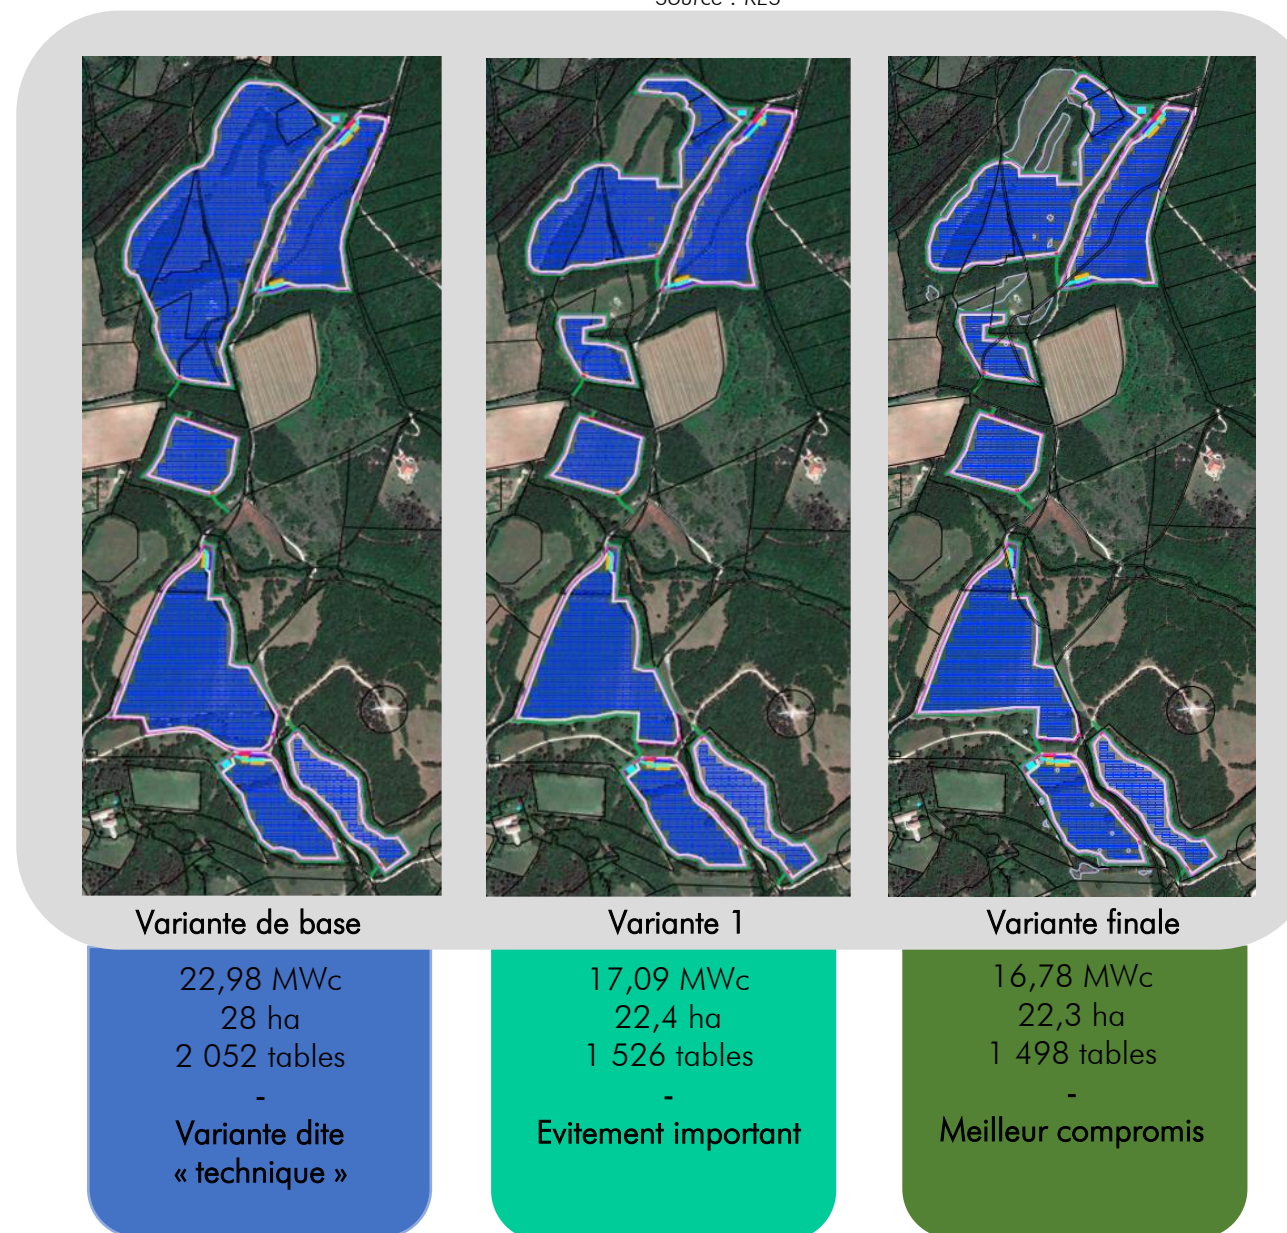 Source : RES
Variante de base
Variante 1
Variante finale
22,98 MWc
28 ha
2 052 tables
-
Variante dite
« technique »
17,09 MWc
22,4 ha
1 526 tables
-
Evitement important
16,78 MWc
22,3 ha
1 498 tables
-
Meilleur compromis